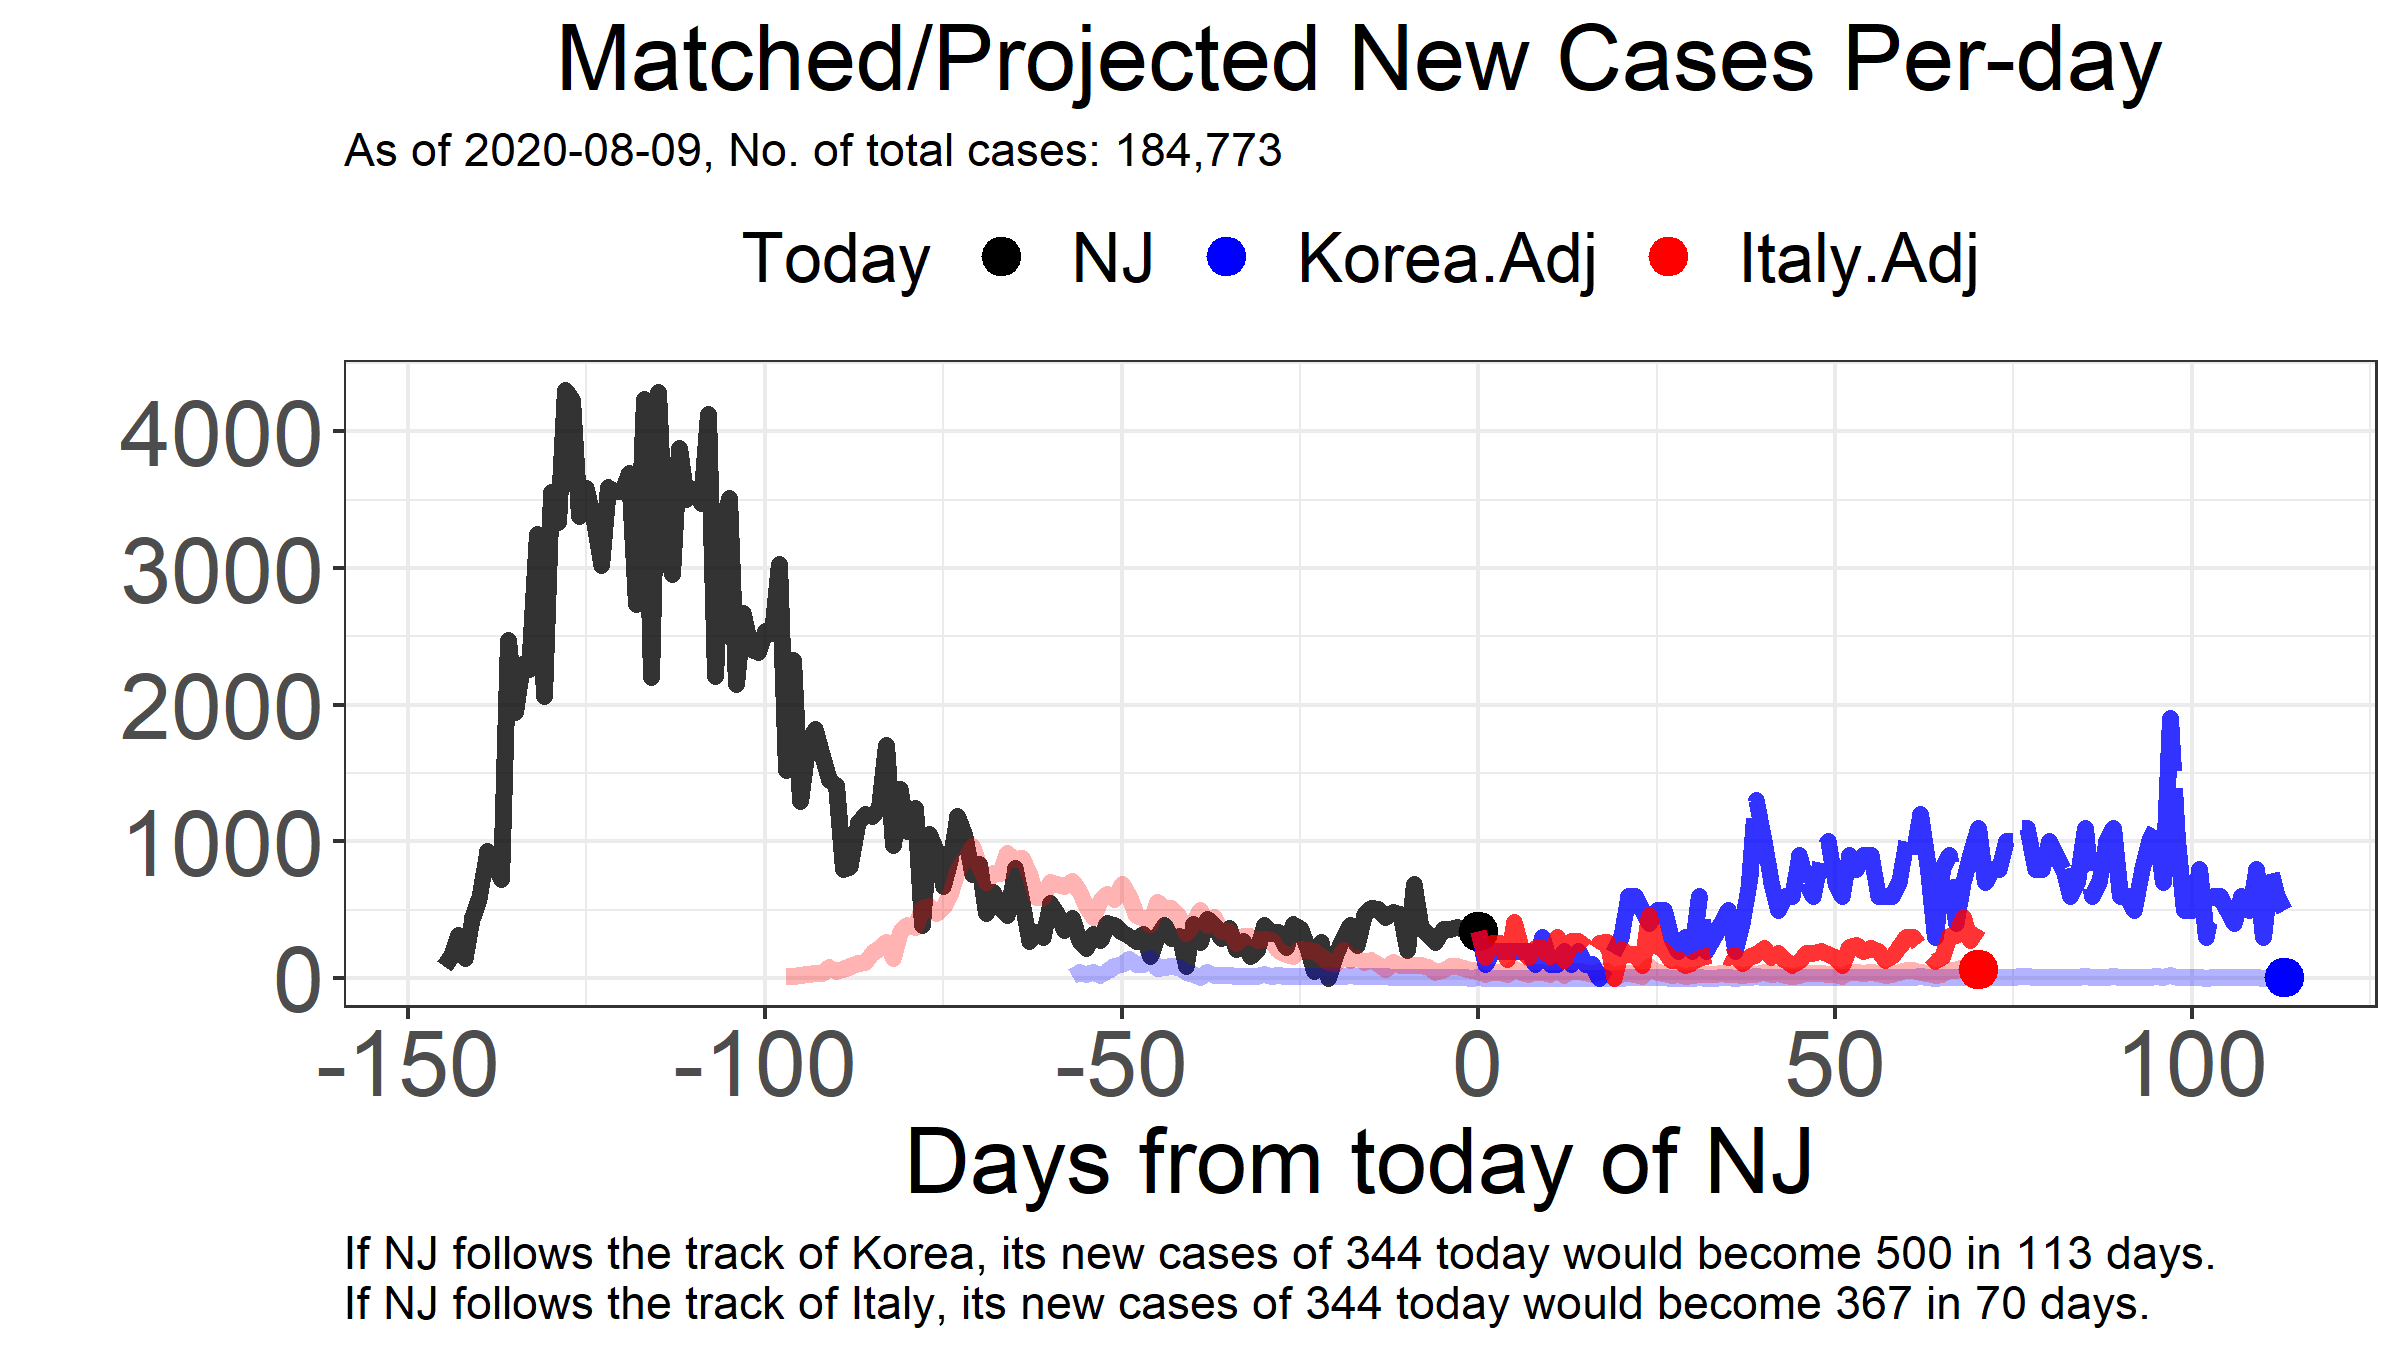 Matched/Projected New Cases Per-day
As of 2020-08-09, No. of total cases: 184,773
Today NJ Korea.Adj Italy.Adj
4000
3000
2000
1000
0
-150 -100 -50 0 50 100
Days from today of NJ
If NJ follows the track of Korea, its new cases of 344 today would become 500 in 113 days.
If NJ follows the track of Italy, its new cases of 344 today would become 367 in 70 days.